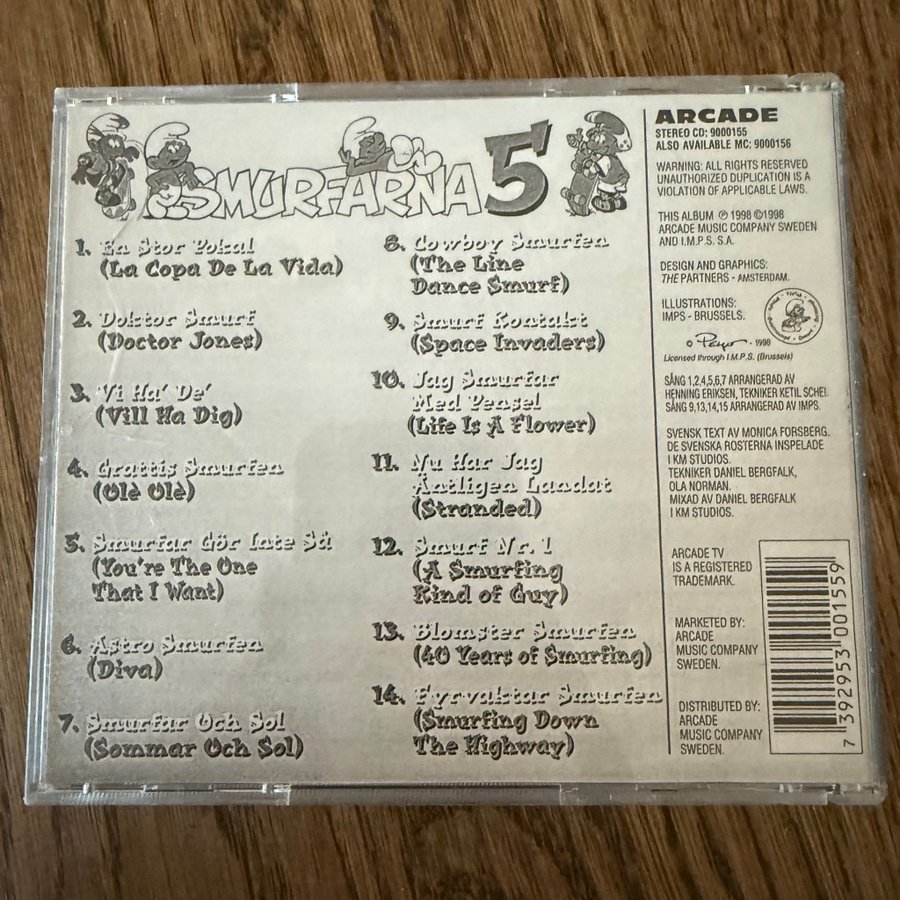 SMURFARNA 5
1. En Stor Pokal
(La Copa De La Vida)
2. Doktor Smurf
(Doctor Jones)
3. Vi Ha' De'
(Vill Ha Dig)
4. Grattis Smurfen
(Olè Olè)
5. Smurfar Gör Inte Så
(You're The One
That I Want)
6. Astro Smurfen
(Diva)
7. Smurfar Och Sol
(Sommar Och Sol)
8. Cowboy Smurfen
(The Line
Dance Smurf)
9. Smurf Kontakt
(Space Invaders)
10. Jag Smurfar
Med Pensel
(Life Is A Flower)
11. Nu Har Jag
Äntligen Landat
(Stranded)
12. Smurf Nr. 1
(A Smurfing
Kind of Guy)
13. Blomster Smurfen
(40 Years of Smurfing)
14. Fyrvaktar Smurfen
(Smurfing Down
The Highway)
ARCADE
STEREO CD: 9000155
ALSO AVAILABLE MC: 9000156
WARNING: ALL RIGHTS RESERVED
UNAUTHORIZED DUPLICATION IS A
VIOLATION OF APPLICABLE LAWS.
THIS ALBUM ℗ 1998 ©1998
ARCADE MUSIC COMPANY SWEDEN
AND I.M.P.S. S.A.
DESIGN AND GRAPHICS:
THE PARTNERS - AMSTERDAM.
ILLUSTRATIONS:
IMPS - BRUSSELS.
© Peyo - 1998
Licensed through I.M.P.S. (Brussels)
SÅNG 1,2,4,5,6,7 ARRANGERAD AV
HENNING ERIKSEN, TEKNIKER KETIL SCHEI.
SÅNG 9,13,14,15 ARRANGERAD AV IMPS.
SVENSK TEXT AV MONICA FORSBERG.
DE SVENSKA RÖSTERNA INSPELADE
I KM STUDIOS.
TEKNIKER DANIEL BERGFALK,
OLA NORMAN.
MIXAD AV DANIEL BERGFALK
I KM STUDIOS.
ARCADE TV
IS A REGISTERED
TRADEMARK.
MARKETED BY:
ARCADE
MUSIC COMPANY
SWEDEN.
DISTRIBUTED BY:
ARCADE
MUSIC COMPANY
SWEDEN.
7 392953 001559